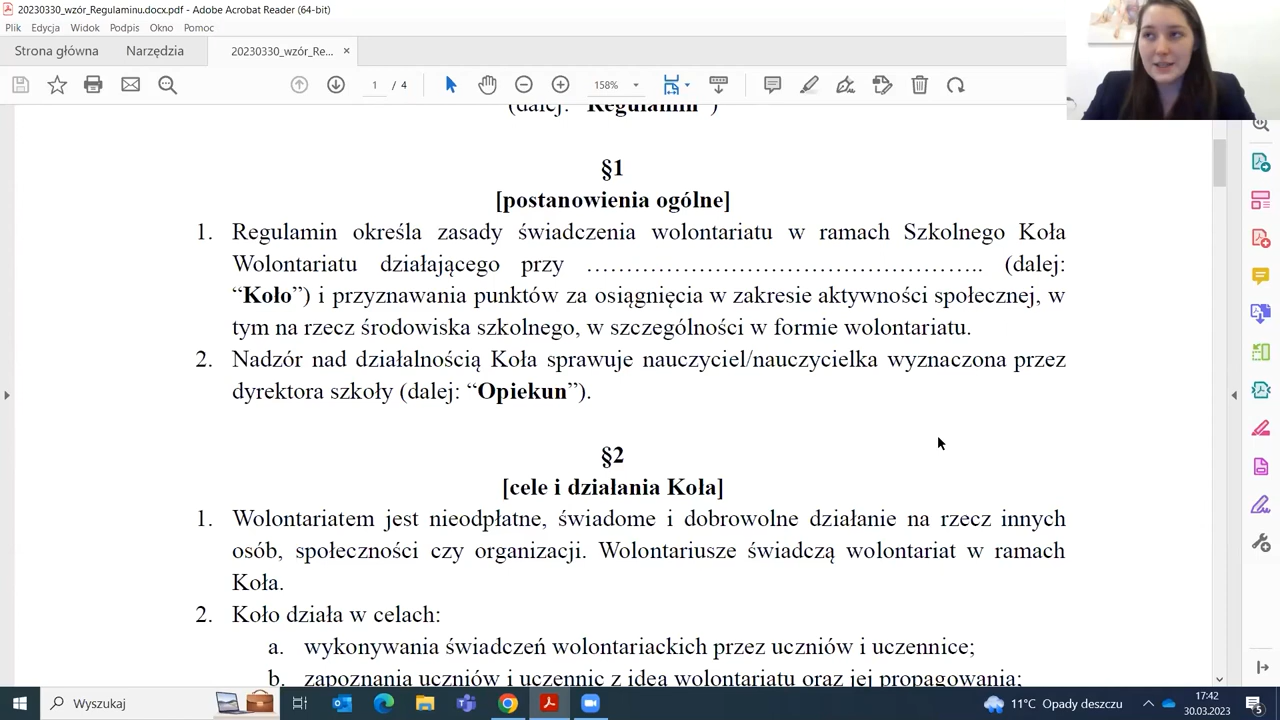 20230330_wzór_Regulaminu.docx.pdf - Adobe Acrobat Reader (64-bit)
Plik Edycja Widok Podpis Okno Pomoc
Strona główna Narzędzia 20230330_wzór_Re... ×
1 / 4 158%
(dalej: “Regulamin”)
§1
[postanowienia ogólne]
1. Regulamin określa zasady świadczenia wolontariatu w ramach Szkolnego Koła
Wolontariatu działającego przy ………………………………………….. (dalej:
“Koło”) i przyznawania punktów za osiągnięcia w zakresie aktywności społecznej, w
tym na rzecz środowiska szkolnego, w szczególności w formie wolontariatu.
2. Nadzór nad działalnością Koła sprawuje nauczyciel/nauczycielka wyznaczona przez
dyrektora szkoły (dalej: “Opiekun”).
§2
[cele i działania Koła]
1. Wolontariatem jest nieodpłatne, świadome i dobrowolne działanie na rzecz innych
osób, społeczności czy organizacji. Wolontariusze świadczą wolontariat w ramach
Koła.
2. Koło działa w celach:
a. wykonywania świadczeń wolontariackich przez uczniów i uczennice;
b. zapoznania uczniów i uczennic z ideą wolontariatu oraz jej propagowania;
Wyszukaj
11°C Opady deszczu
17:42
30.03.2023
5